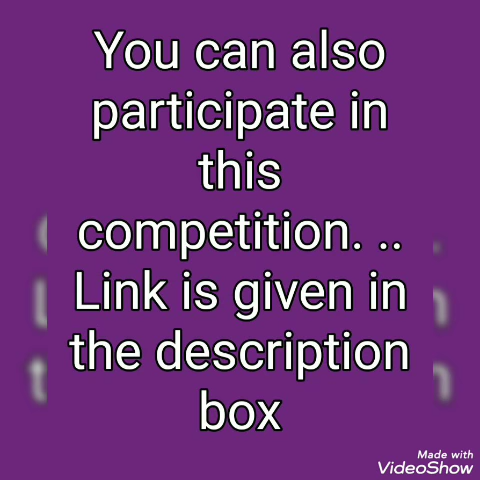 You can also
participate in
this
competition. ..
Link is given in
the description
box
Made with
VideoShow